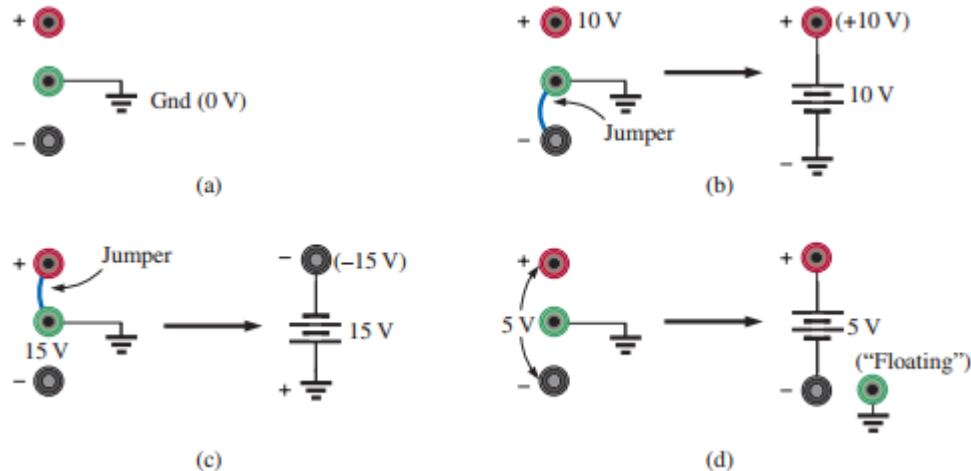 +
Gnd (0 V)
–
(a)
+ 10 V
Jumper
–
+ (+10 V)
10 V
–
(b)
+ Jumper
15 V
–
– (–15 V)
15 V
+
(c)
+
5 V
–
+
5 V
(“Floating”)
–
(d)